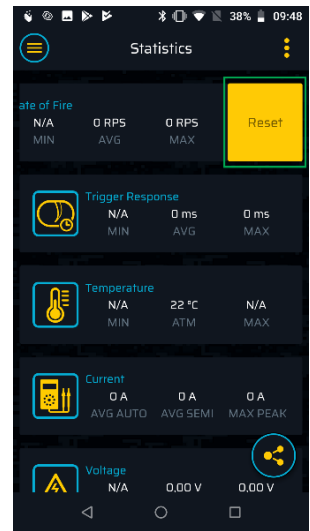 38% 09:48
Statistics
ate of Fire
N/A 0 RPS 0 RPS
MIN AVG MAX
Reset
Trigger Response
N/A 0 ms 0 ms
MIN AVG MAX
Temperature
N/A 22 °C N/A
MIN ATM MAX
Current
0 A 0 A 0 A
AVG AUTO AVG SEMI MAX PEAK
Voltage
N/A 0,00 V 0,00 V